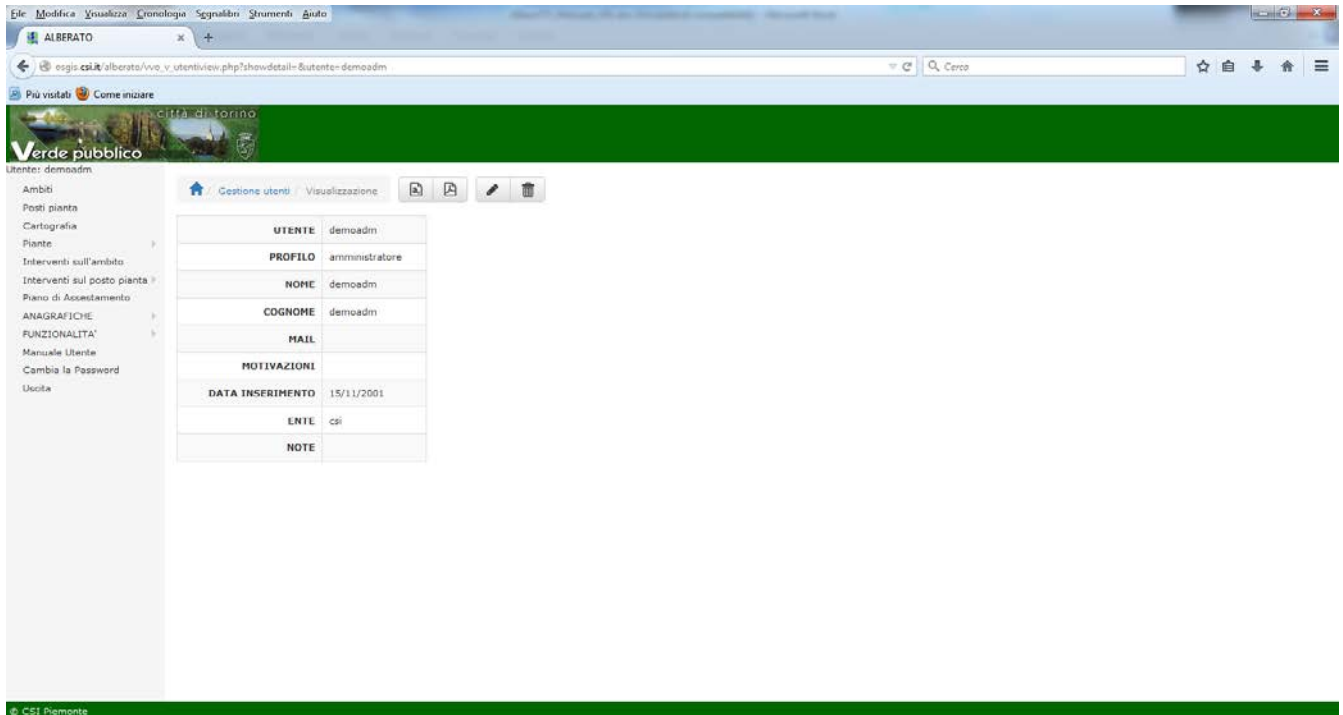 File Modifica Visualizza Cronologia Segnalibri Strumenti Aiuto
ALBERATO × +
osgis.csi.it/alberato/vvo_v_utentiview.php?showdetail=&utente=demoadm
Cerca
Più visitati Come iniziare
città di torino
Verde pubblico
Utente: demoadm
Ambiti
Posti pianta
Cartografia
Piante
Interventi sull'ambito
Interventi sul posto pianta
Piano di Assestamento
ANAGRAFICHE
FUNZIONALITA'
Manuale Utente
Cambia la Password
Uscita
/ Gestione utenti / Visualizzazione
UTENTE demoadm
PROFILO amministratore
NOME demoadm
COGNOME demoadm
MAIL
MOTIVAZIONI
DATA INSERIMENTO 15/11/2001
ENTE csi
NOTE
© CSI Piemonte